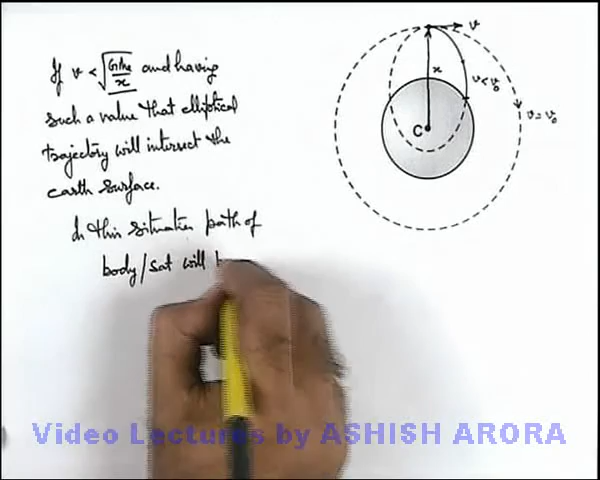 If v < √(GMe/x) and having
such a value that elliptical
trajectory will intersect the
earth surface.
In this situation path of
body/sat will b
v
x
v<v₀
v=v₀
C
Video Lectures by ASHISH ARORA